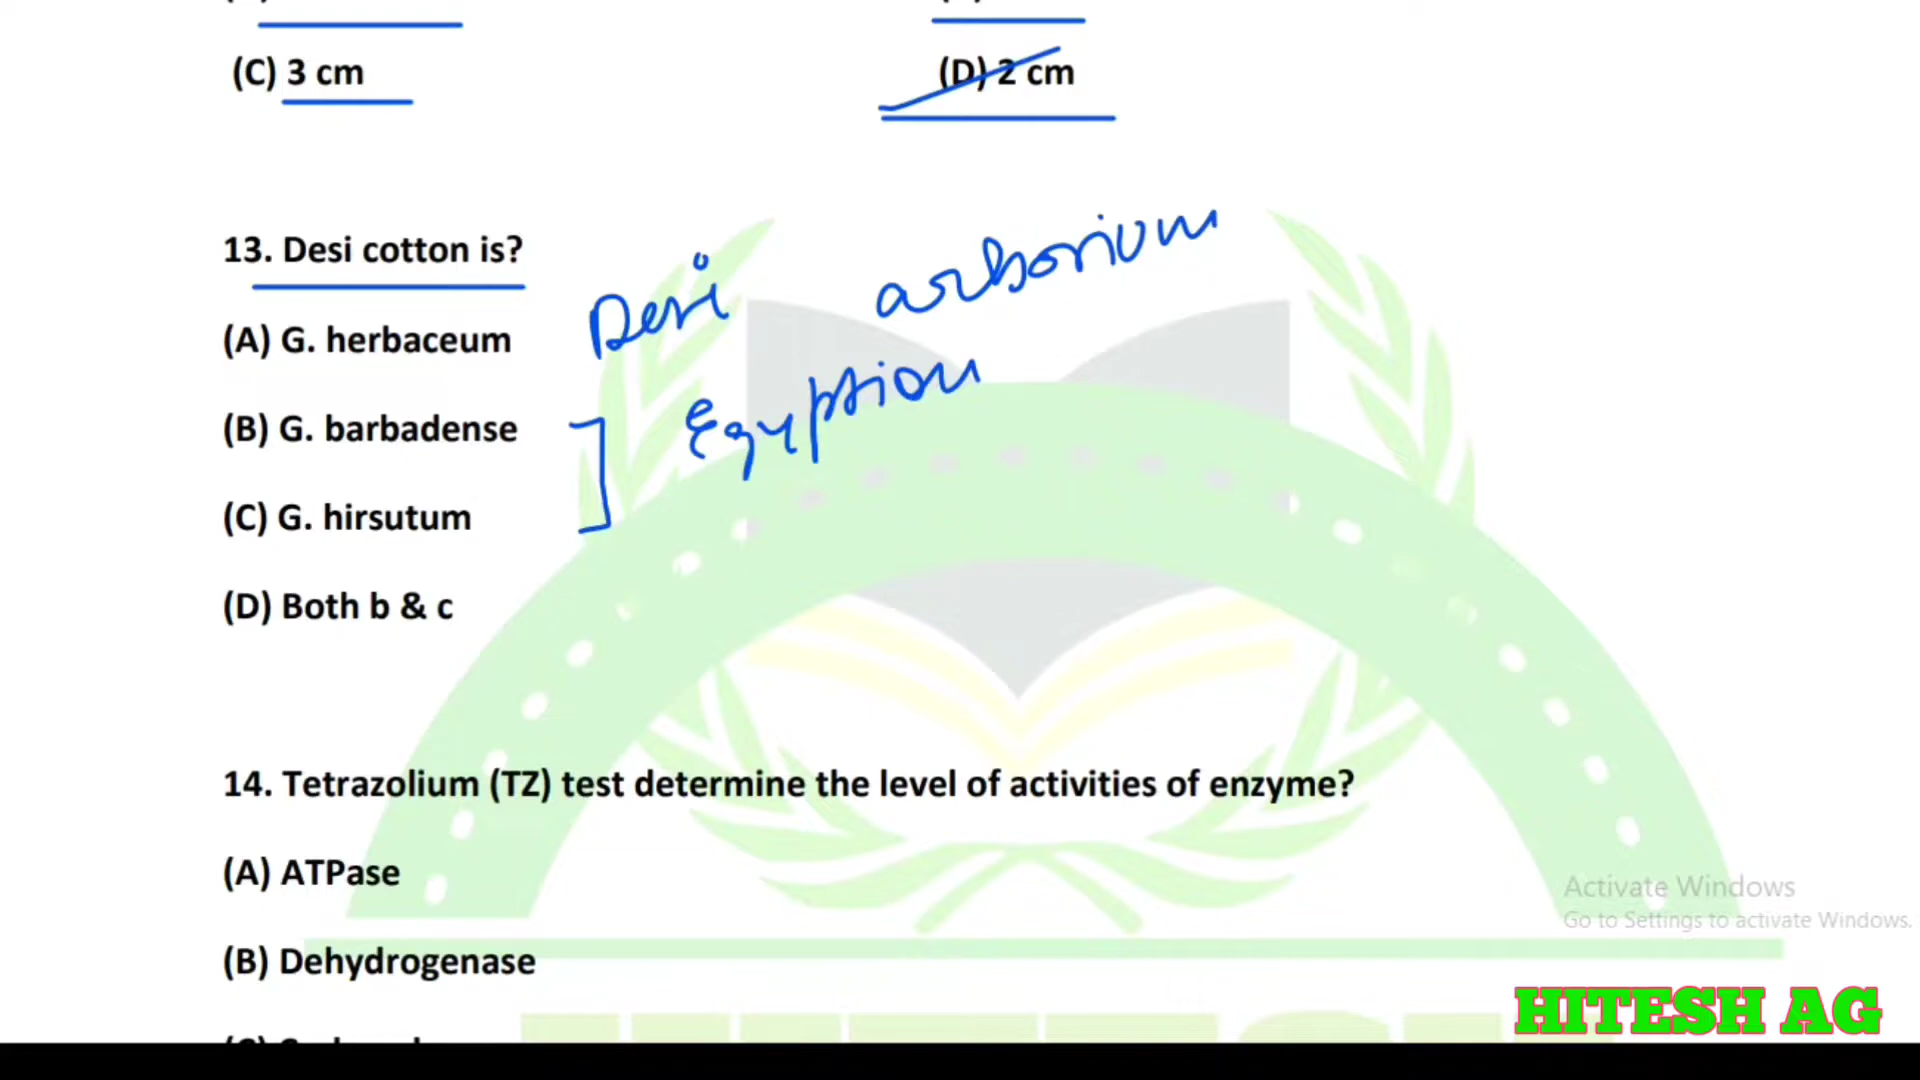 (C) 3 cm (D) 2 cm
13. Desi cotton is?
Desi arborium
(A) G. herbaceum
Egyption
(B) G. barbadense
(C) G. hirsutum
(D) Both b & c
14. Tetrazolium (TZ) test determine the level of activities of enzyme?
(A) ATPase
Activate Windows
Go to Settings to activate Windows.
(B) Dehydrogenase
HITESH AG